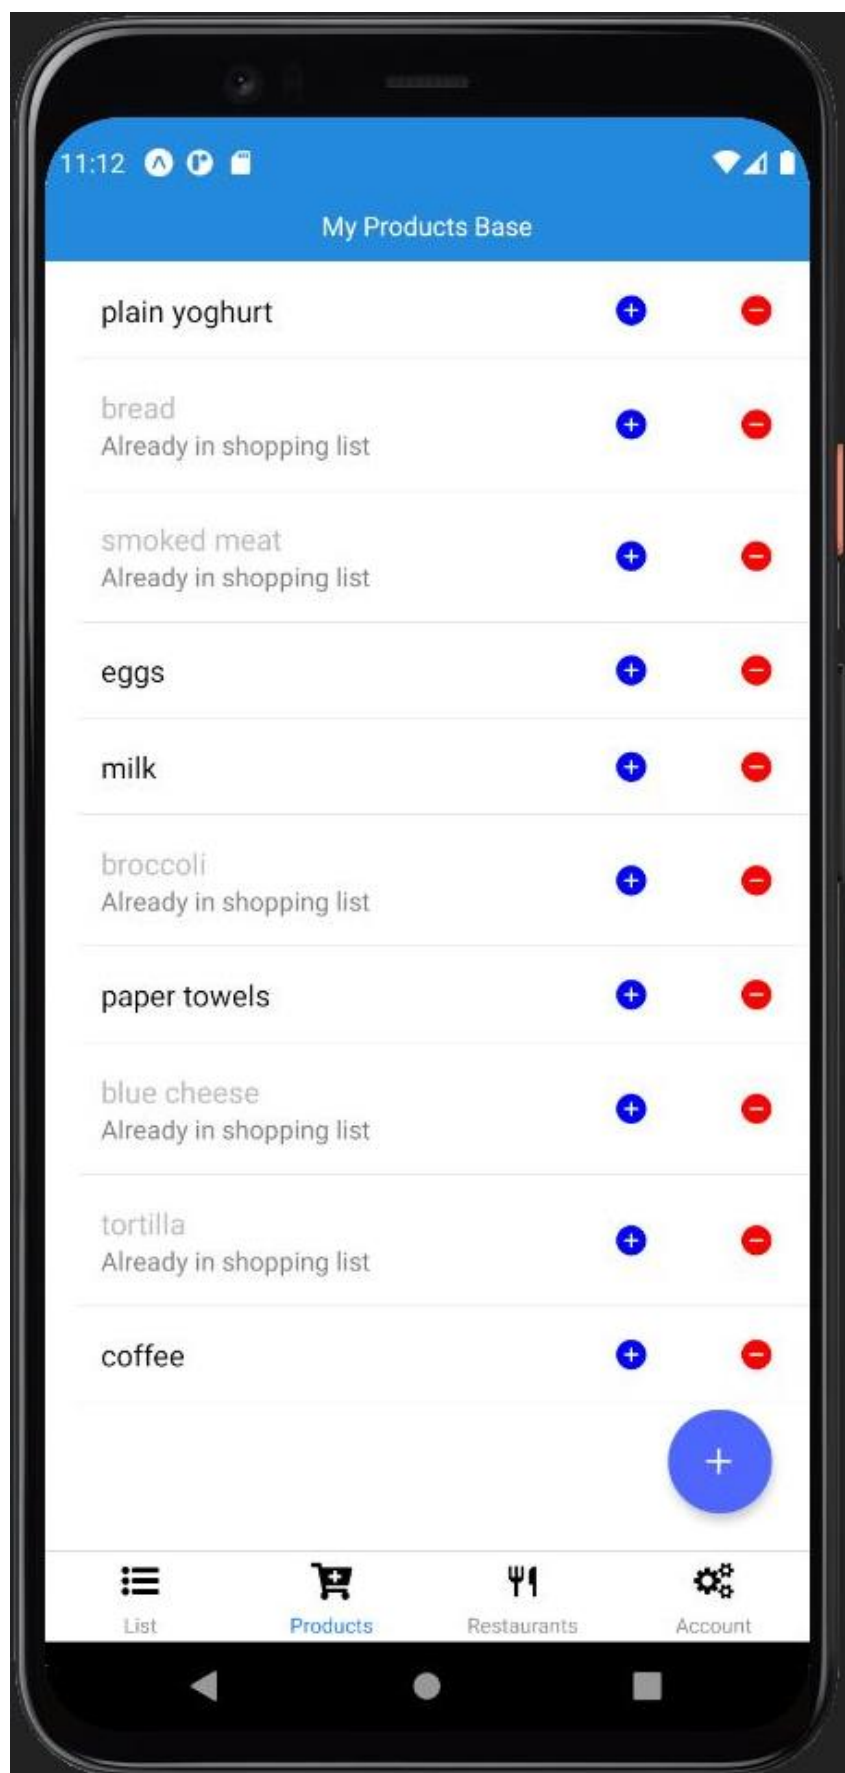 11:12
My Products Base
plain yoghurt
bread
Already in shopping list
smoked meat
Already in shopping list
eggs
milk
broccoli
Already in shopping list
paper towels
blue cheese
Already in shopping list
tortilla
Already in shopping list
coffee
List Products Restaurants Account